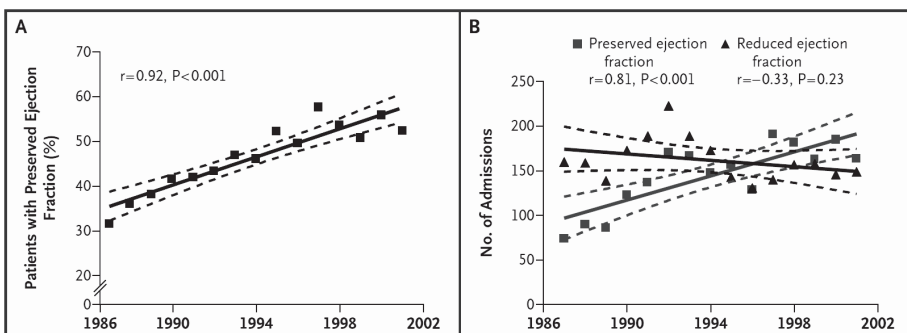 A
Patients with Preserved Ejection
Fraction (%)
70
60
50
40
30
20
0
r=0.92, P<0.001
1986 1990 1994 1998 2002
B
Preserved ejection
fraction
r=0.81, P<0.001
Reduced ejection
fraction
r=−0.33, P=0.23
No. of Admissions
250
200
150
100
50
0
1986 1990 1994 1998 2002